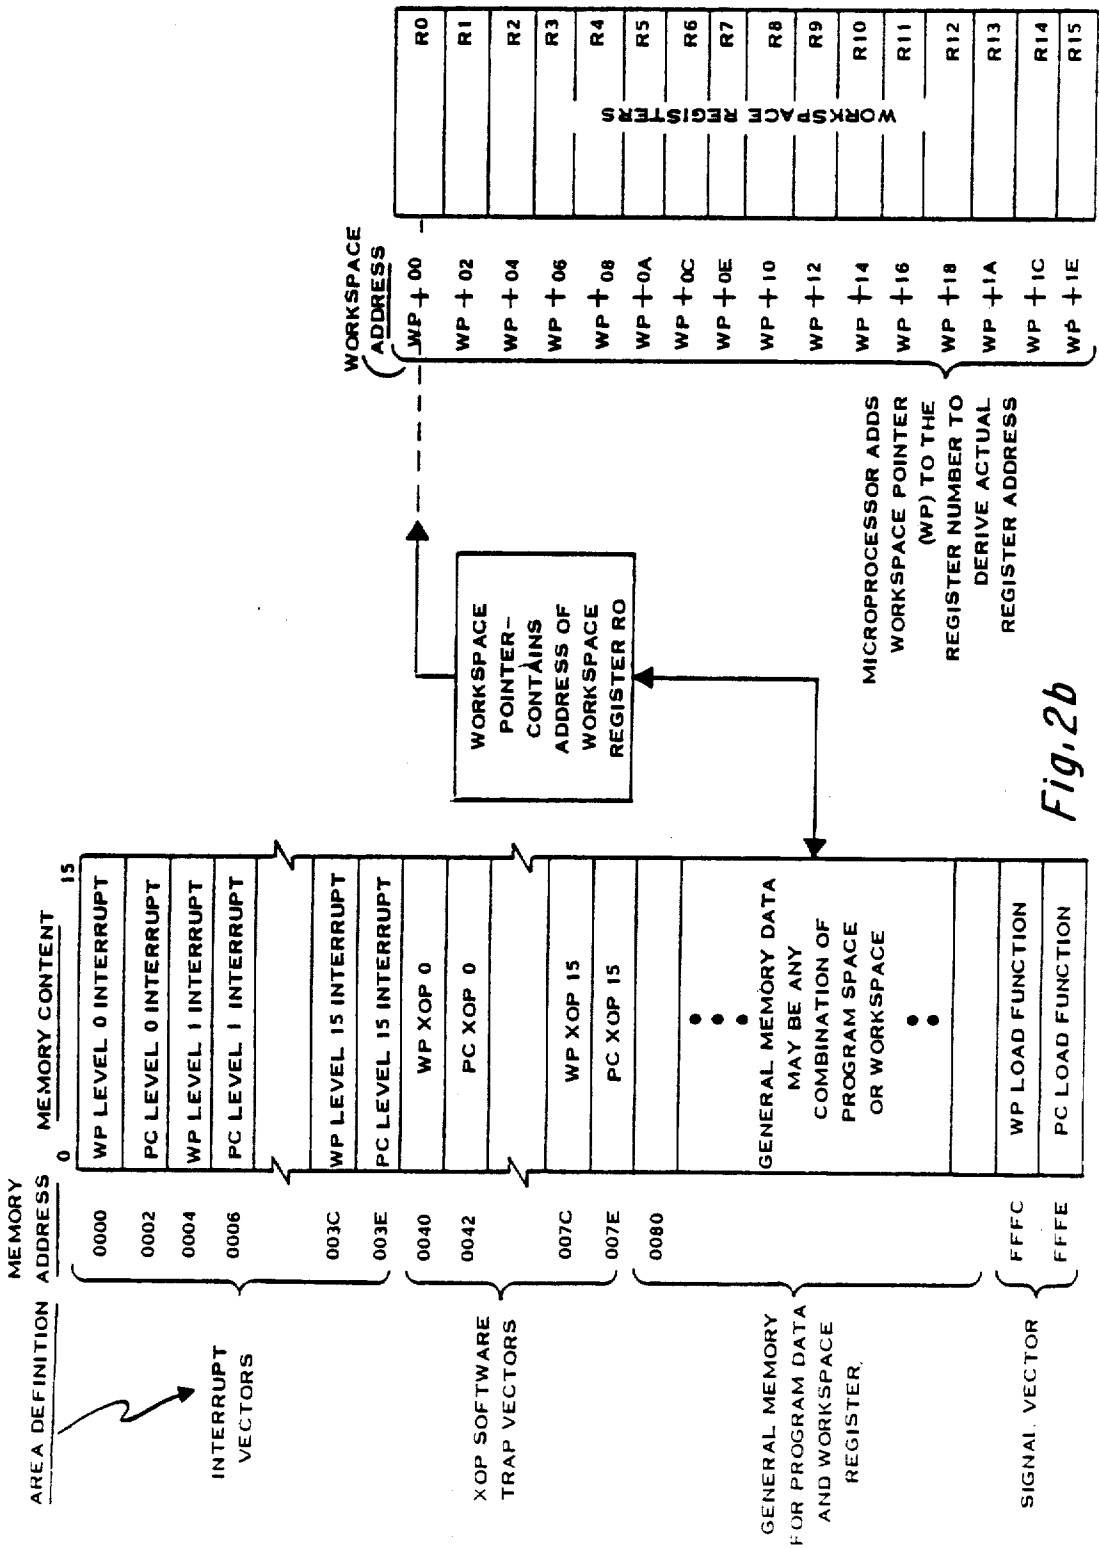 AREA DEFINITION
MEMORY
ADDRESS
MEMORY CONTENT
0
15
INTERRUPT
VECTORS
0000
WP LEVEL 0 INTERRUPT
0002
PC LEVEL 0 INTERRUPT
0004
WP LEVEL 1 INTERRUPT
0006
PC LEVEL 1 INTERRUPT
003C
WP LEVEL 15 INTERRUPT
003E
PC LEVEL 15 INTERRUPT
XOP SOFTWARE
TRAP VECTORS
0040
WP XOP 0
0042
PC XOP 0
007C
WP XOP 15
007E
PC XOP 15
GENERAL MEMORY
FOR PROGRAM DATA
AND WORKSPACE
REGISTER.
0080
GENERAL MEMORY DATA
MAY BE ANY
COMBINATION OF
PROGRAM SPACE
OR WORKSPACE
SIGNAL VECTOR
FFFC
WP LOAD FUNCTION
FFFE
PC LOAD FUNCTION
WORKSPACE
POINTER-
CONTAINS
ADDRESS OF
WORKSPACE
REGISTER RO
WORKSPACE
ADDRESS
WP + 00
R0
WP + 02
R1
WP + 04
R2
WP + 06
R3
WP + 08
R4
WP +0A
R5
WP +0C
R6
WP +0E
R7
WP +10
R8
WP +12
R9
WP +14
R10
WP +16
R11
WP +18
R12
WP +1A
R13
WP +1C
R14
WP +1E
R15
WORKSPACE REGISTERS
MICROPROCESSOR ADDS
WORKSPACE POINTER
(WP) TO THE
REGISTER NUMBER TO
DERIVE ACTUAL
REGISTER ADDRESS
Fig. 2b